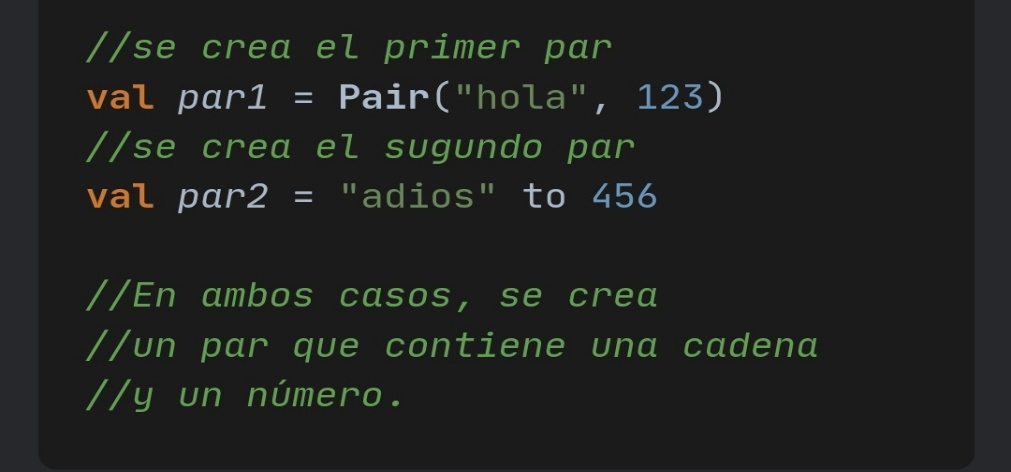 //se crea el primer par
val par1 = Pair("hola", 123)
//se crea el sugundo par
val par2 = "adios" to 456
//En ambos casos, se crea
//un par que contiene una cadena
//y un número.